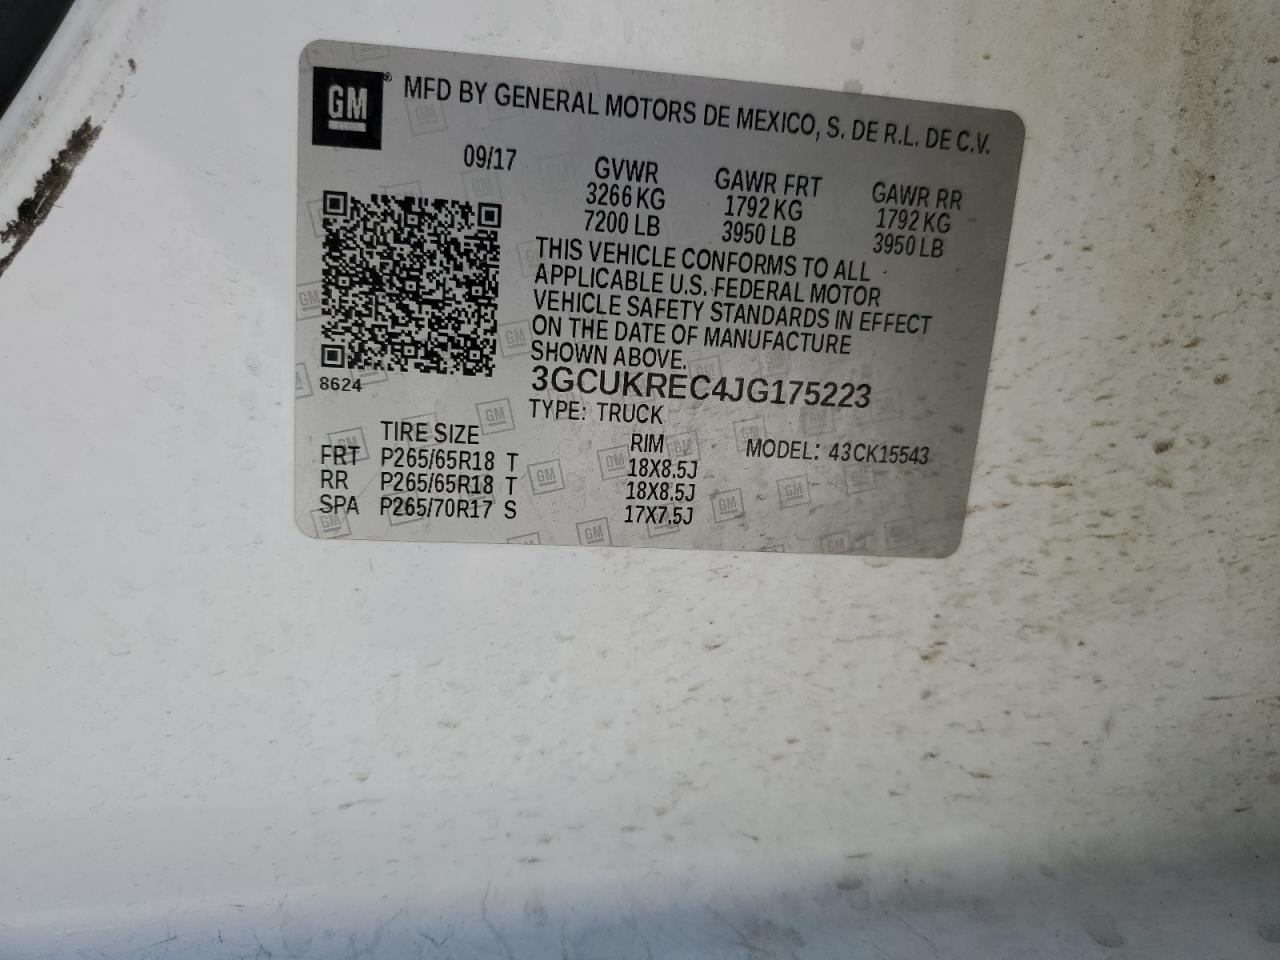 GM ® MFD BY GENERAL MOTORS DE MEXICO, S. DE R.L. DE C.V.
09/17 GVWR GAWR FRT GAWR RR
3266 KG 1792 KG 1792 KG
7200 LB 3950 LB 3950 LB
THIS VEHICLE CONFORMS TO ALL
APPLICABLE U.S. FEDERAL MOTOR
VEHICLE SAFETY STANDARDS IN EFFECT
ON THE DATE OF MANUFACTURE
SHOWN ABOVE.
8624
3GCUKREC4JG175223
TYPE: TRUCK
TIRE SIZE RIM MODEL: 43CK15543
FRT P265/65R18 T 18X8.5J
RR P265/65R18 T 18X8.5J
SPA P265/70R17 S 17X7.5J